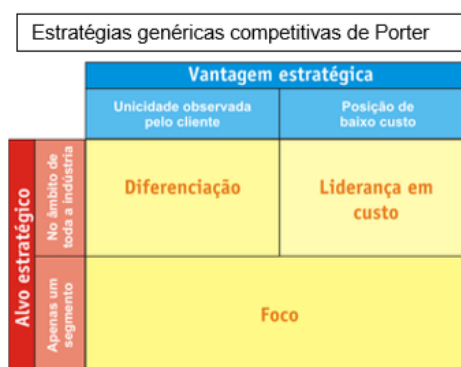 Estratégias genéricas competitivas de Porter
Vantagem estratégica
Unicidade observada
pelo cliente
Posição de
baixo custo
Alvo estratégico
No âmbito de
toda a indústria
Diferenciação
Liderança em
custo
Apenas um
segmento
Foco